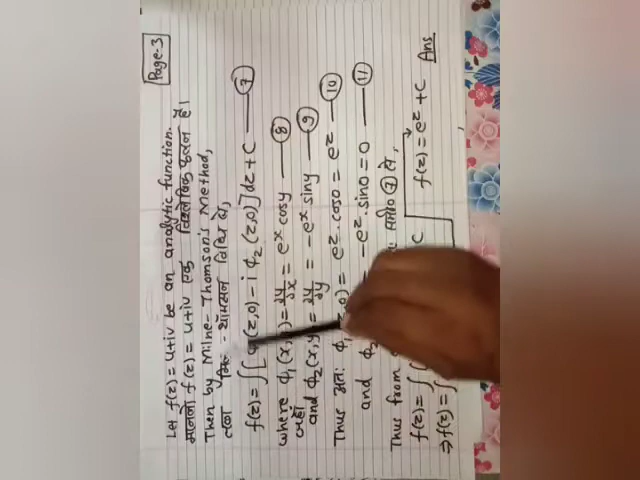 Page-3
Let f(z) = u+iv be an analytic function.
माना f(z) = u+iv एक विश्लेषिक फलन है।
Then by Milne-Thomson's Method,
तब मिल्न-थॉमसन विधि से,
f(z) = ∫[ϕ (z,0) - i ϕ₂(z,0)]dz + C —— ⑦
where ϕ₁(x, ) = ∂u/∂x = eˣ cosy —— ⑧
जहाँ
and ϕ₂(x,y = ∂u/∂y = -eˣ siny —— ⑨
Thus अतः ϕ₁ ,0) = eᶻ.cos0 = eᶻ —— ⑩
and ϕ -eᶻ.sin0 = 0 —— ⑪
Thus from ⑦ से,
f(z) = ∫ C
⇒ f(z) = ∫ f(z) = eᶻ + C Ans